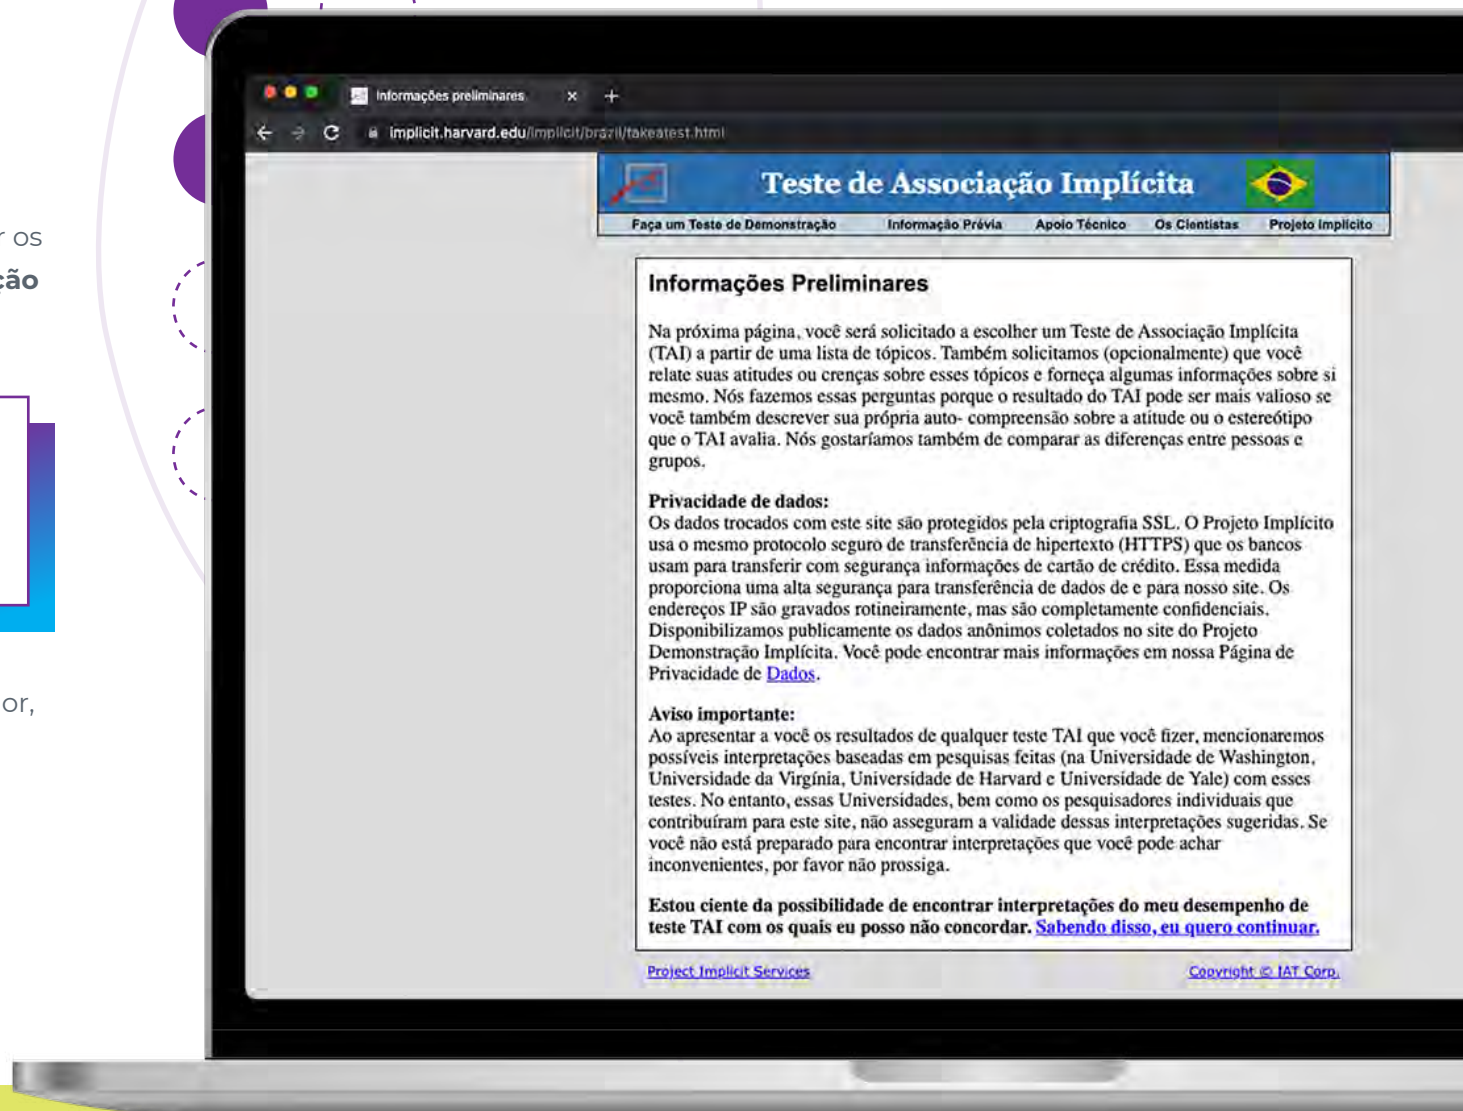 r os
ção
or,
Informações preliminares
implicit.harvard.edu/implicit/brazil/takeatest.html
Teste de Associação Implícita
Faça um Teste de Demonstração Informação Prévia Apoio Técnico Os Cientistas Projeto Implícito
Informações Preliminares
Na próxima página, você será solicitado a escolher um Teste de Associação Implícita
(TAI) a partir de uma lista de tópicos. Também solicitamos (opcionalmente) que você
relate suas atitudes ou crenças sobre esses tópicos e forneça algumas informações sobre si
mesmo. Nós fazemos essas perguntas porque o resultado do TAI pode ser mais valioso se
você também descrever sua própria auto- compreensão sobre a atitude ou o estereótipo
que o TAI avalia. Nós gostaríamos também de comparar as diferenças entre pessoas e
grupos.
Privacidade de dados:
Os dados trocados com este site são protegidos pela criptografia SSL. O Projeto Implícito
usa o mesmo protocolo seguro de transferência de hipertexto (HTTPS) que os bancos
usam para transferir com segurança informações de cartão de crédito. Essa medida
proporciona uma alta segurança para transferência de dados de e para nosso site. Os
endereços IP são gravados rotineiramente, mas são completamente confidenciais.
Disponibilizamos publicamente os dados anônimos coletados no site do Projeto
Demonstração Implícita. Você pode encontrar mais informações em nossa Página de
Privacidade de Dados.
Aviso importante:
Ao apresentar a você os resultados de qualquer teste TAI que você fizer, mencionaremos
possíveis interpretações baseadas em pesquisas feitas (na Universidade de Washington,
Universidade da Virgínia, Universidade de Harvard e Universidade de Yale) com esses
testes. No entanto, essas Universidades, bem como os pesquisadores individuais que
contribuíram para este site, não asseguram a validade dessas interpretações sugeridas. Se
você não está preparado para encontrar interpretações que você pode achar
inconvenientes, por favor não prossiga.
Estou ciente da possibilidade de encontrar interpretações do meu desempenho de
teste TAI com os quais eu posso não concordar. Sabendo disso, eu quero continuar.
Project Implicit Services Copyright © IAT Corp.